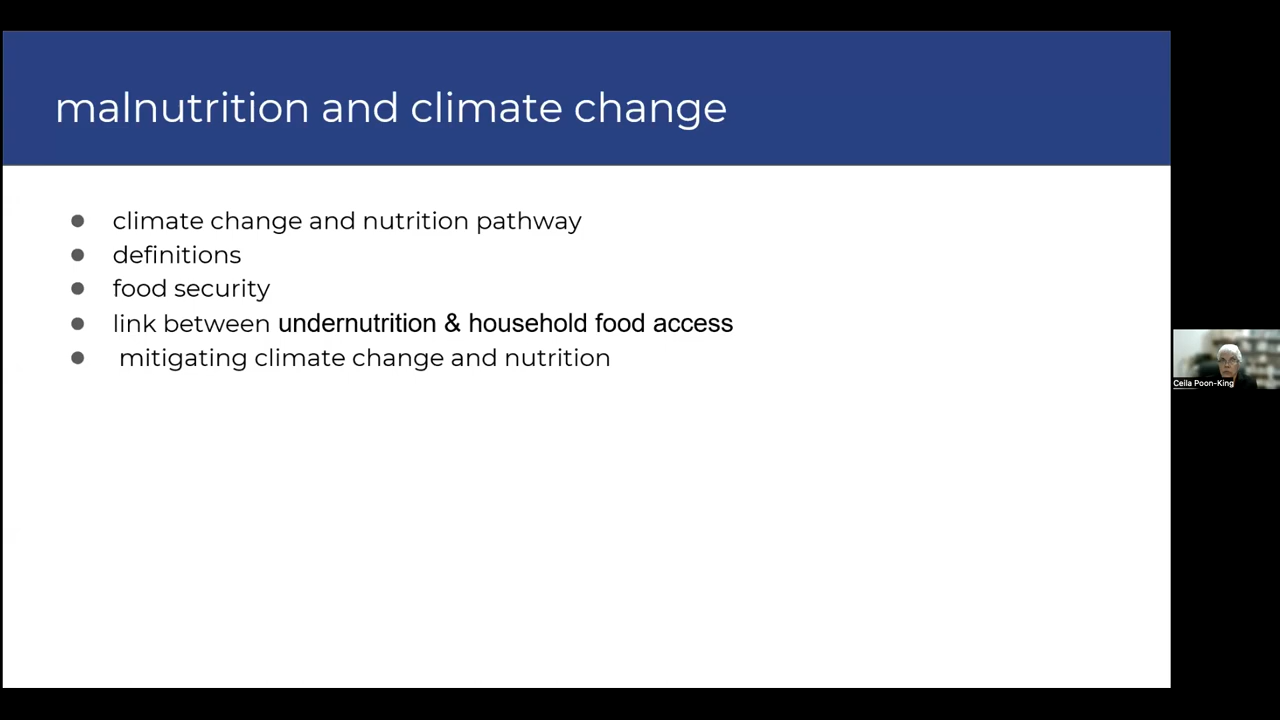 malnutrition and climate change
climate change and nutrition pathway
definitions
food security
link between undernutrition & household food access
mitigating climate change and nutrition
Ceila Poon-King